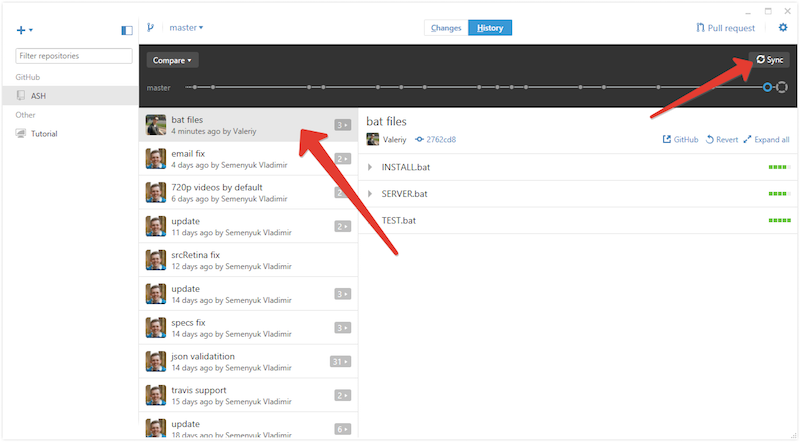 master
Changes
History
Pull request
Filter repositories
GitHub
ASH
Other
Tutorial
Compare
Sync
master
bat files
4 minutes ago by Valeriy
3
email fix
4 days ago by Semenyuk Vladimir
2
720p videos by default
6 days ago by Semenyuk Vladimir
update
11 days ago by Semenyuk Vladimir
2
srcRetina fix
12 days ago by Semenyuk Vladimir
update
14 days ago by Semenyuk Vladimir
3
specs fix
14 days ago by Semenyuk Vladimir
3
json validatition
14 days ago by Semenyuk Vladimir
31
travis support
15 days ago by Semenyuk Vladimir
2
update
18 days ago by Semenyuk Vladimir
6
bat files
Valeriy
2762cd8
GitHub
Revert
Expand all
INSTALL.bat
SERVER.bat
TEST.bat